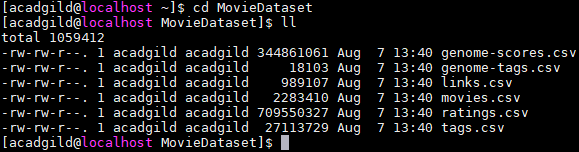 [acadgild@localhost ~]$ cd MovieDataset
[acadgild@localhost MovieDataset]$ ll
total 1059412
-rw-rw-r--. 1 acadgild acadgild 344861061 Aug  7 13:40 genome-scores.csv
-rw-rw-r--. 1 acadgild acadgild     18103 Aug  7 13:40 genome-tags.csv
-rw-rw-r--. 1 acadgild acadgild    989107 Aug  7 13:40 links.csv
-rw-rw-r--. 1 acadgild acadgild   2283410 Aug  7 13:40 movies.csv
-rw-rw-r--. 1 acadgild acadgild 709550327 Aug  7 13:40 ratings.csv
-rw-rw-r--. 1 acadgild acadgild  27113729 Aug  7 13:40 tags.csv
[acadgild@localhost MovieDataset]$